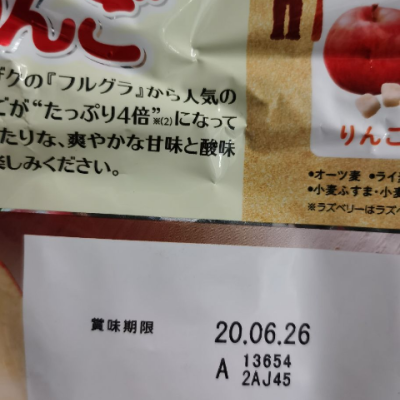 りんご
ザクの『フルグラ』から人気の
ごが“たっぷり4倍”※(2)になって
たりな、爽やかな甘味と酸味
楽しみください。
りんご
•オーツ麦 •ライ麦
•小麦ふすま・小麦
※ラズベリーはラズベ
賞味期限
20.06.26
A 13654
2AJ45